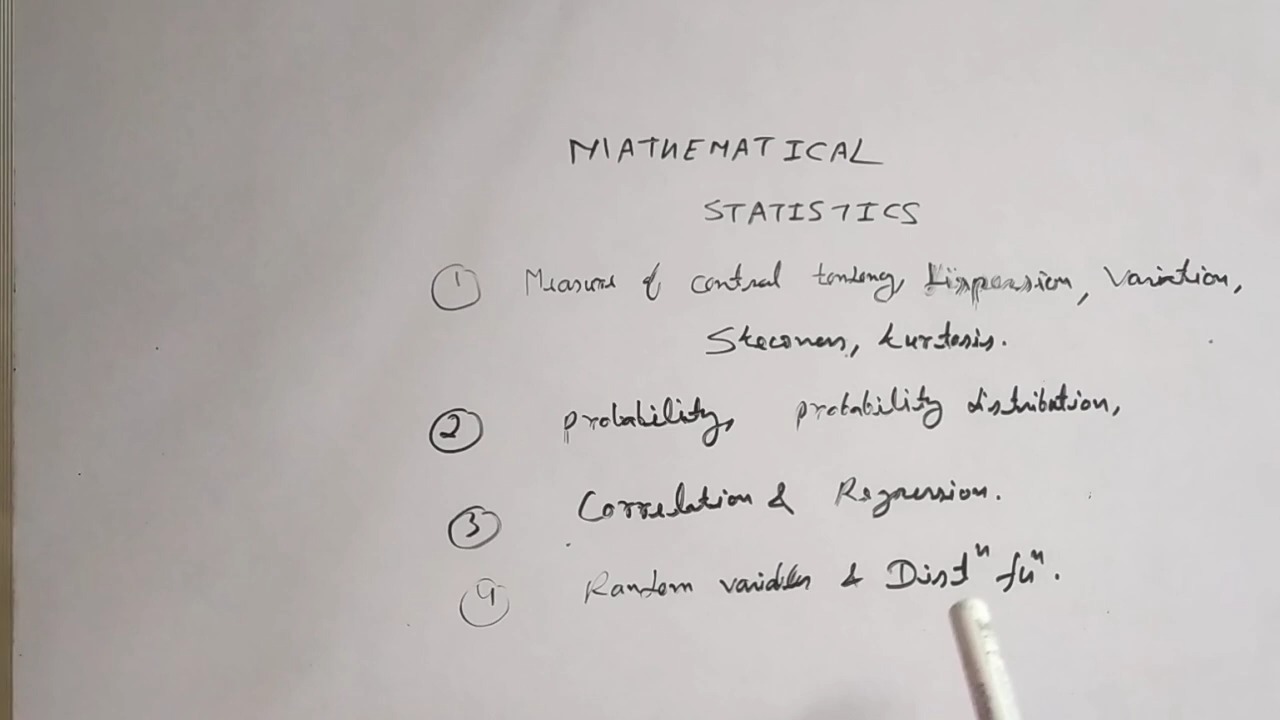 MATHEMATICAL
STATISTICS
① Measure of central tendency, Dispersion, Variation,
Skewness, kurtosis.
② probability, probability distribution,
③ Correlation & Regression.
④ Random variables & Distⁿ fuⁿ.